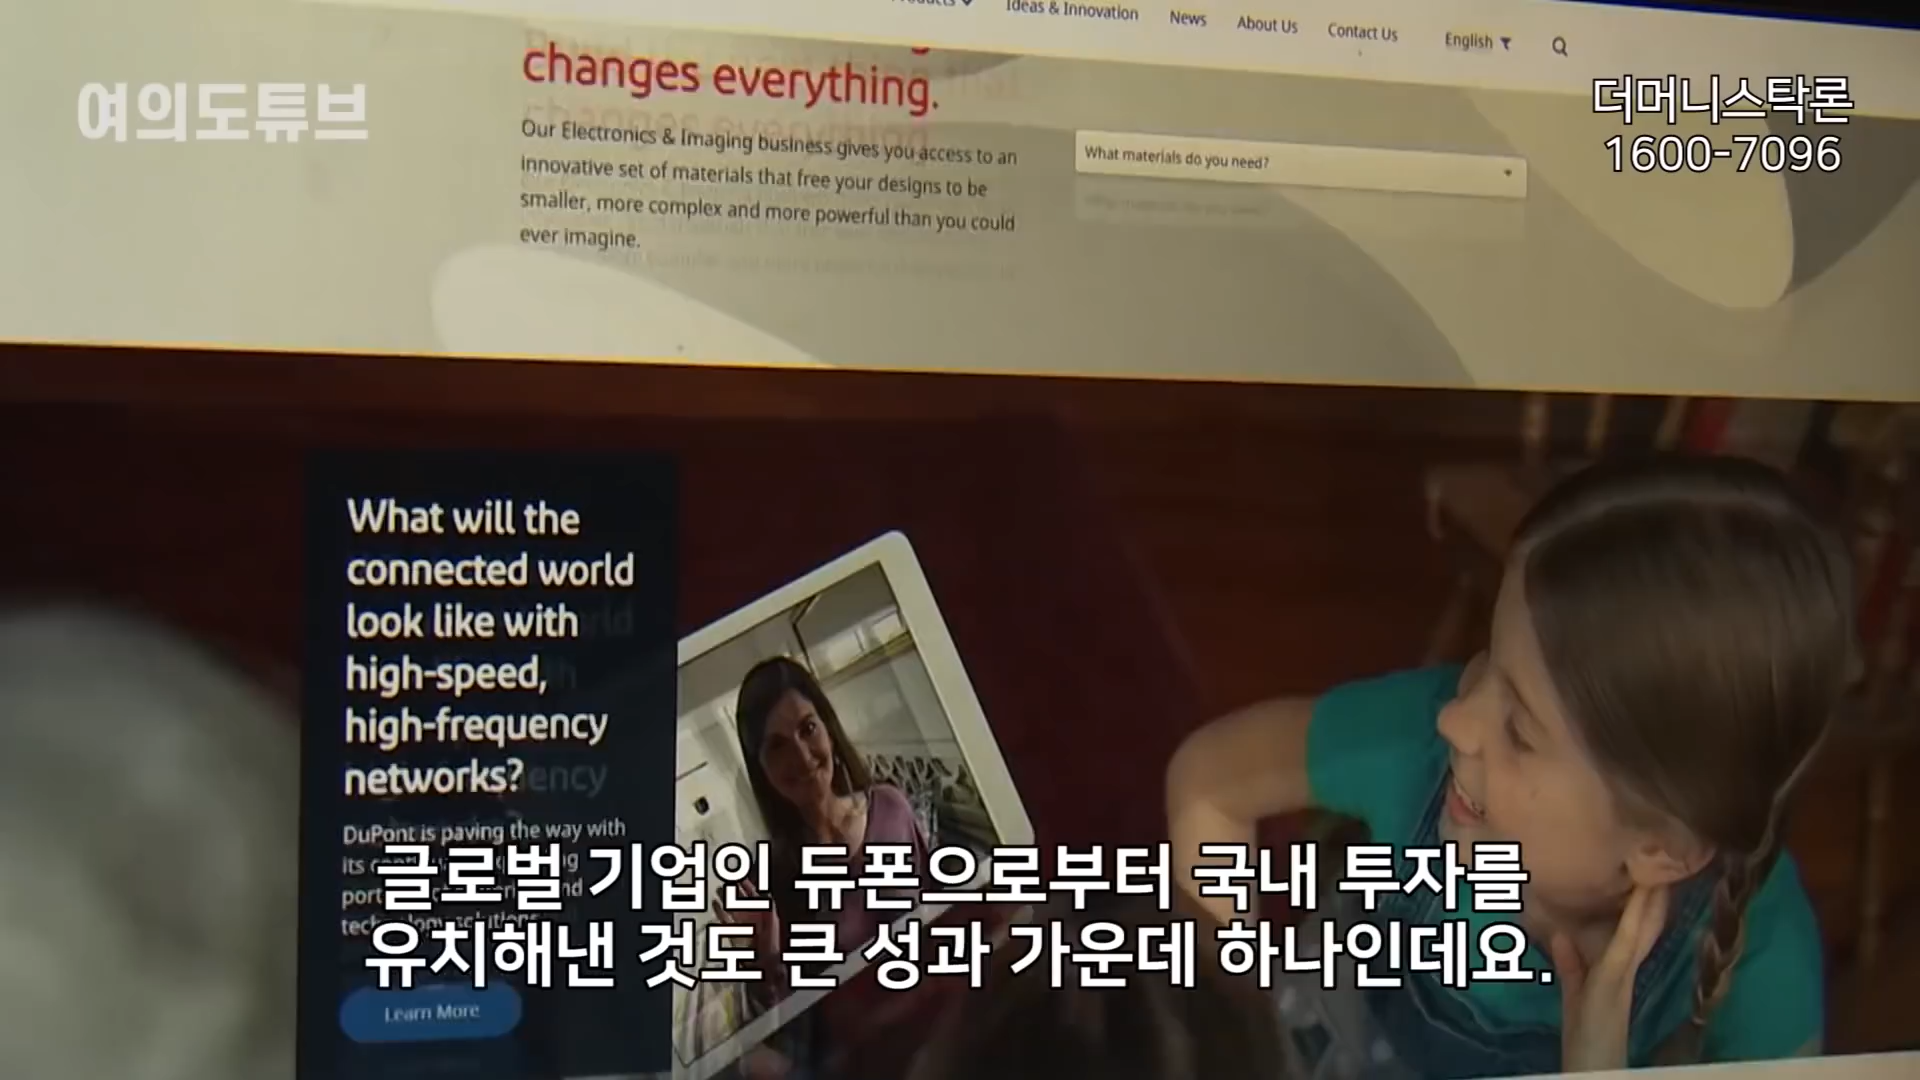 Ideas & Innovation
News
About Us
Contact Us
English
여의도튜브
더머니스탁론
1600-7096
changes everything.
Our Electronics & Imaging business gives you access to an
innovative set of materials that free your designs to be
smaller, more complex and more powerful than you could
ever imagine.
What materials do you need?
What will the
connected world
look like with
high-speed,
high-frequency
networks?
DuPont is paving the way with
its
글로벌 기업인 듀폰으로부터 국내 투자를
유치해낸 것도 큰 성과 가운데 하나인데요.
Learn More